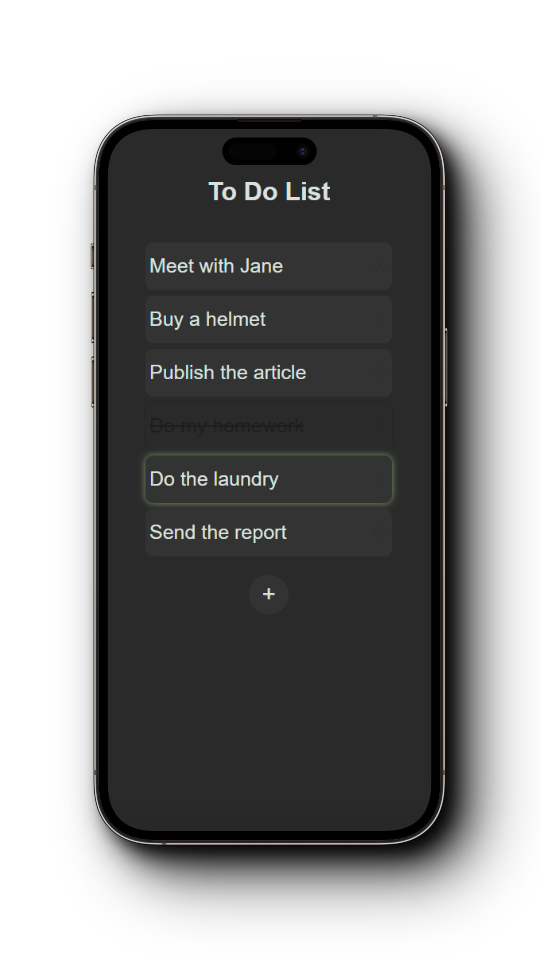 To Do List
Meet with Jane
Buy a helmet
Publish the article
Do my homework
Do the laundry
Send the report
+